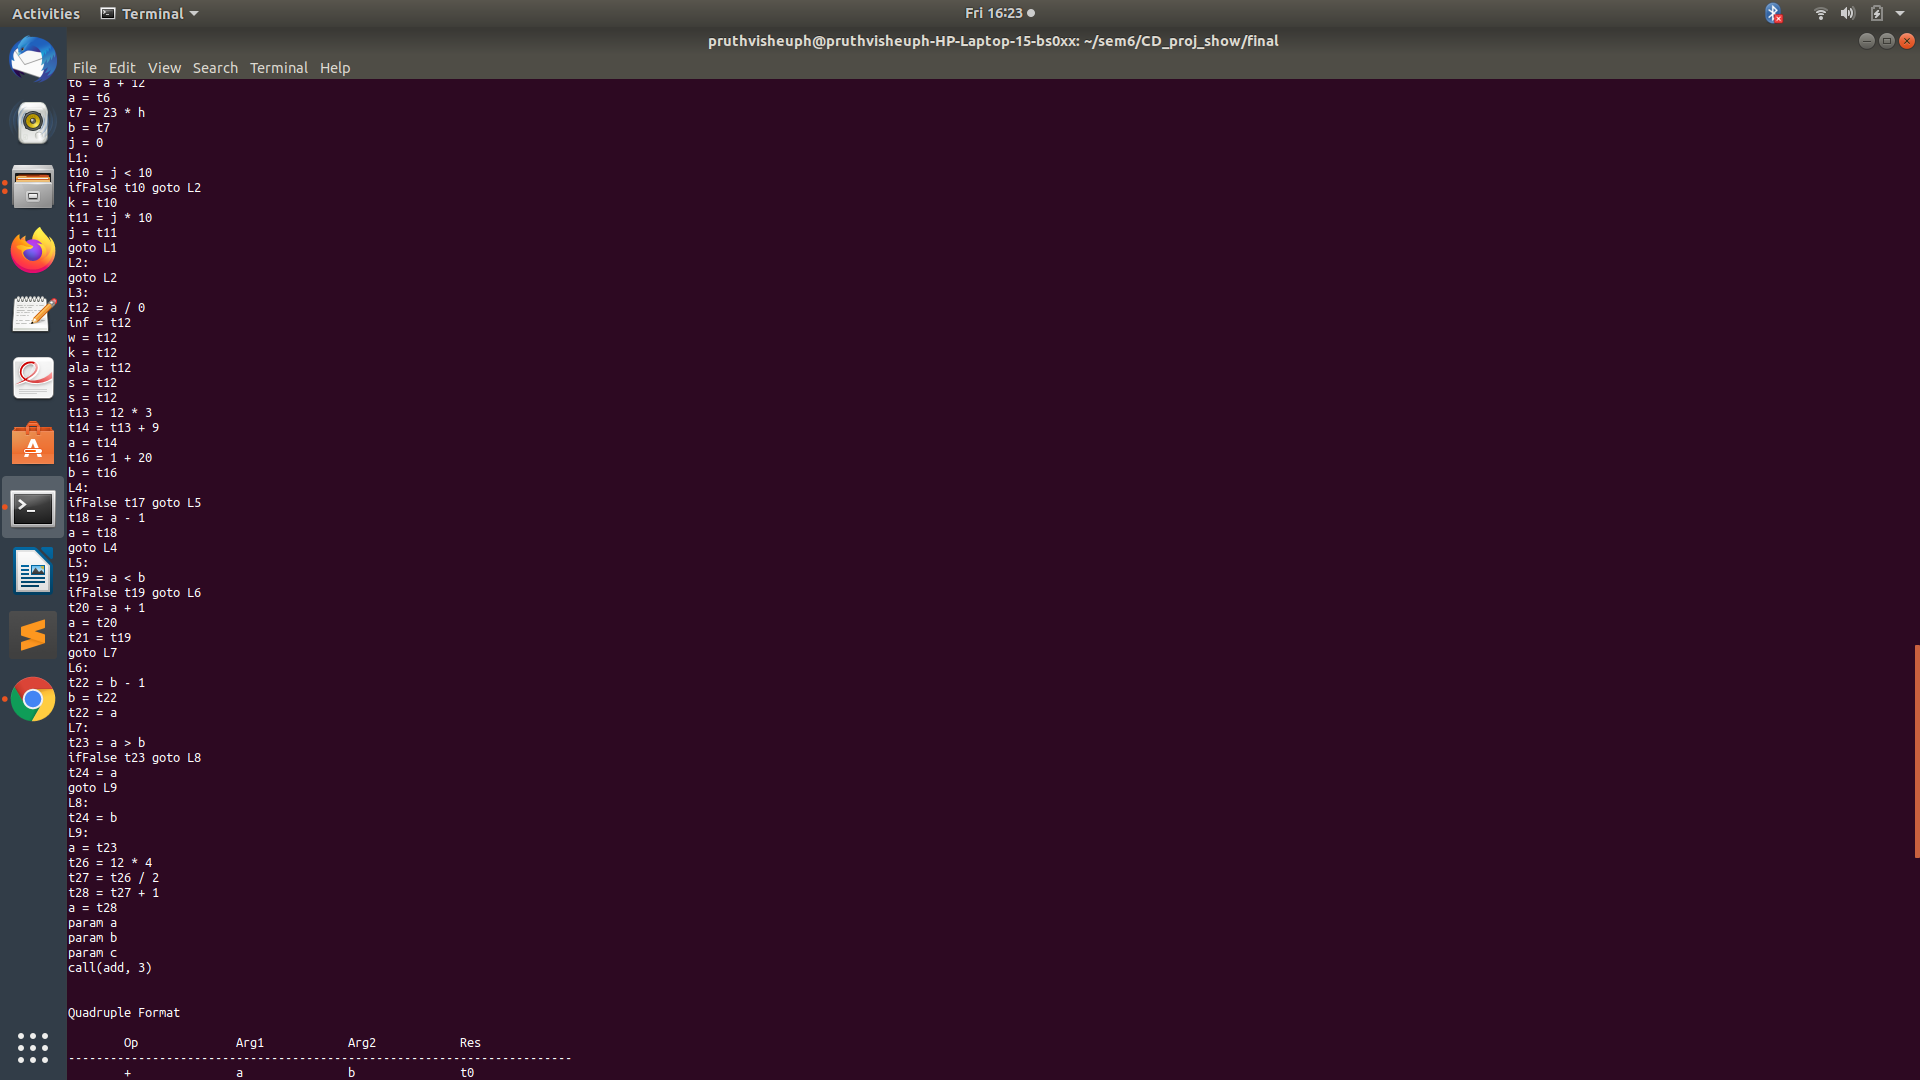 Activities Terminal Fri 16:23
pruthvisheuph@pruthvisheuph-HP-Laptop-15-bs0xx: ~/sem6/CD_proj_show/final
File Edit View Search Terminal Help
t6 = a + 12
a = t6
t7 = 23 * h
b = t7
j = 0
L1:
t10 = j < 10
ifFalse t10 goto L2
k = t10
t11 = j * 10
j = t11
goto L1
L2:
goto L2
L3:
t12 = a / 0
inf = t12
w = t12
k = t12
ala = t12
s = t12
s = t12
t13 = 12 * 3
t14 = t13 + 9
a = t14
t16 = 1 + 20
b = t16
L4:
ifFalse t17 goto L5
t18 = a - 1
a = t18
goto L4
L5:
t19 = a < b
ifFalse t19 goto L6
t20 = a + 1
a = t20
t21 = t19
goto L7
L6:
t22 = b - 1
b = t22
t22 = a
L7:
t23 = a > b
ifFalse t23 goto L8
t24 = a
goto L9
L8:
t24 = b
L9:
a = t23
t26 = 12 * 4
t27 = t26 / 2
t28 = t27 + 1
a = t28
param a
param b
param c
call(add, 3)
Quadruple Format
Op Arg1 Arg2 Res
------------------------------------------------------------------------
+ a b t0